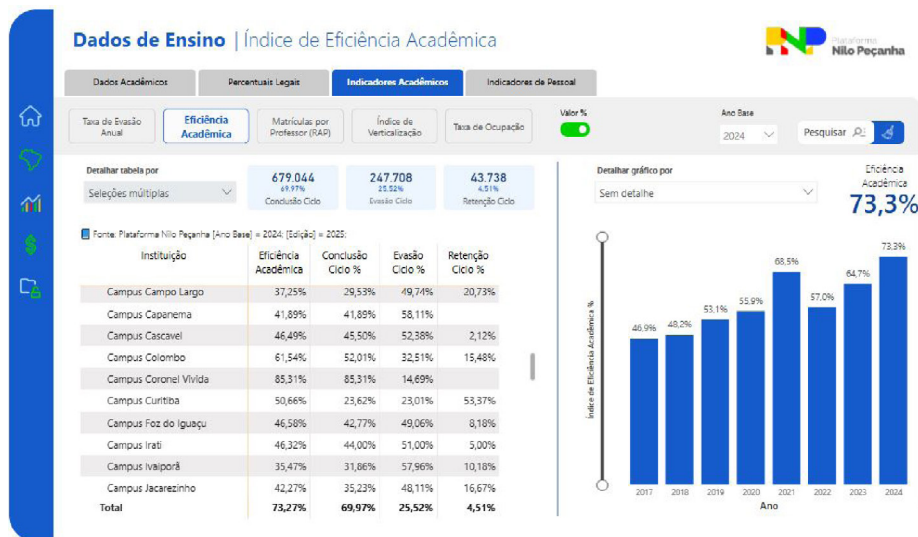 Dados de Ensino | Índice de Eficiência Acadêmica
Plataforma
Nilo Peçanha
Dados Acadêmicos
Percentuais Legais
Indicadores Acadêmicos
Indicadores de Pessoal
Taxa de Evasão
Anual
Eficiência
Acadêmica
Matrículas por
Professor (RAP)
Índice de
Verticalização
Taxa de Ocupação
Valor %
Ano Base
2024
Pesquisar
Detalhar tabela por
Seleções múltiplas
679.044
69,97%
Conclusão Ciclo
247.708
25,52%
Evasão Ciclo
43.738
4,51%
Retenção Ciclo
Detalhar gráfico por
Sem detalhe
Eficiência
Acadêmica
73,3%
Fonte: Plataforma Nilo Peçanha [Ano Base] = 2024; [Edição] = 2025;
Instituição Eficiência Acadêmica Conclusão Ciclo % Evasão Ciclo % Retenção Ciclo %
Campus Campo Largo 37,25% 29,53% 49,74% 20,73%
Campus Capanema 41,89% 41,89% 58,11%
Campus Cascavel 46,49% 45,50% 52,38% 2,12%
Campus Colombo 61,54% 52,01% 32,51% 15,48%
Campus Coronel Vivida 85,31% 85,31% 14,69%
Campus Curitiba 50,66% 23,62% 23,01% 53,37%
Campus Foz do Iguaçu 46,58% 42,77% 49,06% 8,18%
Campus Irati 46,32% 44,00% 51,00% 5,00%
Campus Ivaiporã 35,47% 31,86% 57,96% 10,18%
Campus Jacarezinho 42,27% 35,23% 48,11% 16,67%
Total 73,27% 69,97% 25,52% 4,51%
Índice de Eficiência Acadêmica %
46,9% 48,2% 53,1% 55,9% 68,5% 57,0% 64,7% 73,3%
2017 2018 2019 2020 2021 2022 2023 2024
Ano